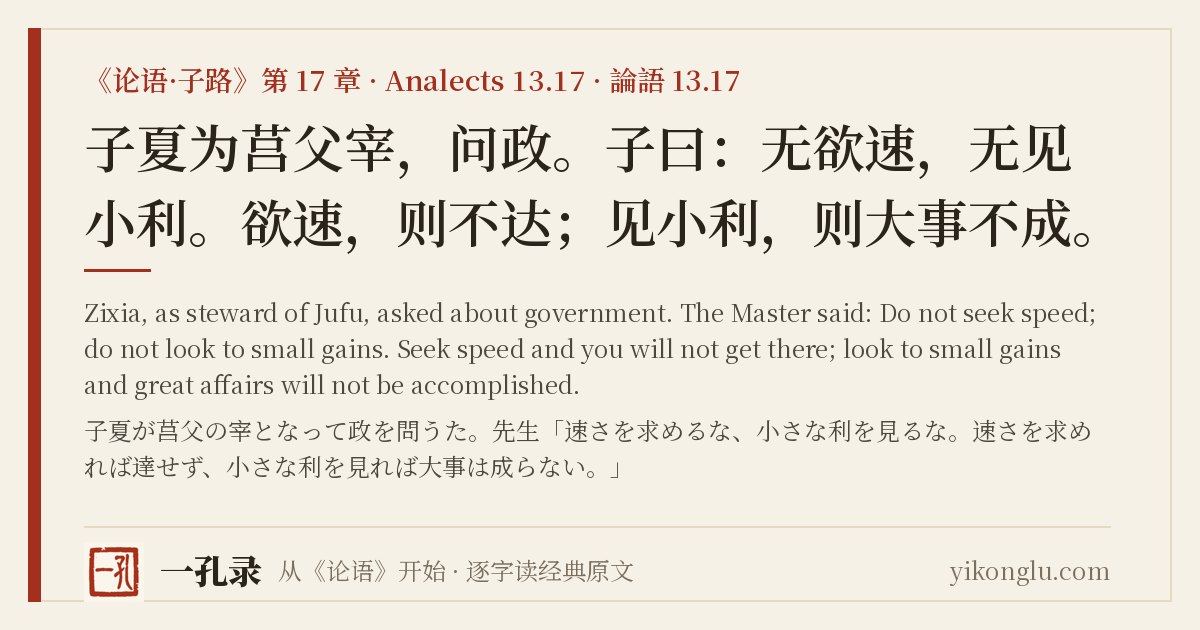 《论语·子路》第 17 章 · Analects 13.17 · 論語 13.17
子夏为莒父宰，问政。子曰：无欲速，无见
小利。欲速，则不达；见小利，则大事不成。
Zixia, as steward of Jufu, asked about government. The Master said: Do not seek speed;
do not look to small gains. Seek speed and you will not get there; look to small gains
and great affairs will not be accomplished.
子夏が莒父の宰となって政を問うた。先生「速さを求めるな、小さな利を見るな。速さを求め
れば達せず、小さな利を見れば大事は成らない。」
一孔
一孔录 从《论语》开始 · 逐字读经典原文 yikonglu.com